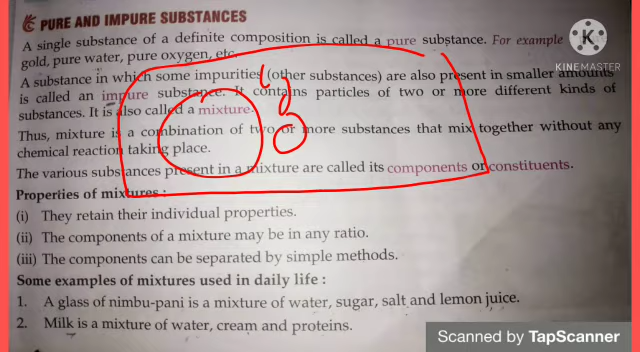 PURE AND IMPURE SUBSTANCES
A single substance of a definite composition is called a pure substance. For example
gold, pure water, pure oxygen, etc.
KINEMASTER
A substance in which some impurities (other substances) are also present in smaller amounts
is called an impure substance. It contains particles of two or more different kinds of
substances. It is also called a mixture.
Thus, mixture is a combination of two or more substances that mix together without any
chemical reaction taking place.
The various substances present in a mixture are called its components or constituents.
Properties of mixtures :
(i) They retain their individual properties.
(ii) The components of a mixture may be in any ratio.
(iii) The components can be separated by simple methods.
Some examples of mixtures used in daily life :
1. A glass of nimbu-pani is a mixture of water, sugar, salt and lemon juice.
2. Milk is a mixture of water, cream and proteins.
Scanned by TapScanner